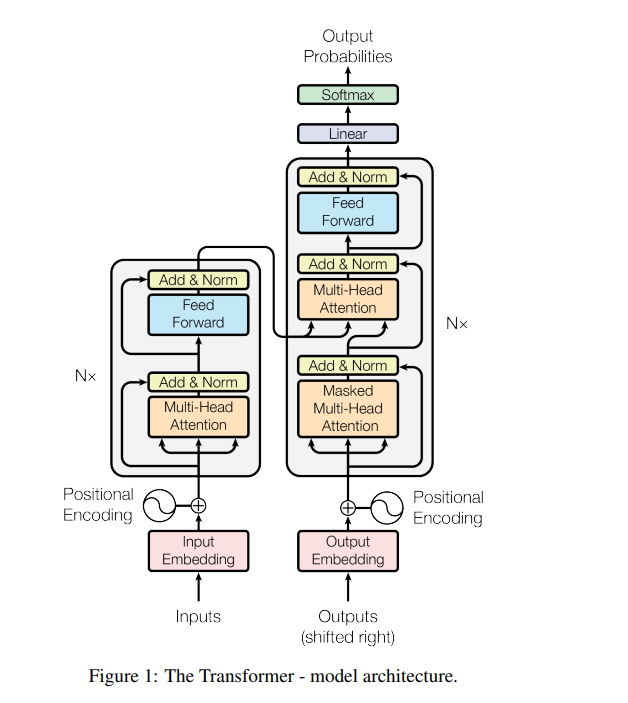 Output
Probabilities
Softmax
Linear
Add & Norm
Feed
Forward
Add & Norm
Multi-Head
Attention
Add & Norm
Masked
Multi-Head
Attention
N×
Add & Norm
Feed
Forward
Add & Norm
Multi-Head
Attention
N×
Positional
Encoding
Positional
Encoding
Input
Embedding
Output
Embedding
Inputs
Outputs
(shifted right)
Figure 1: The Transformer - model architecture.